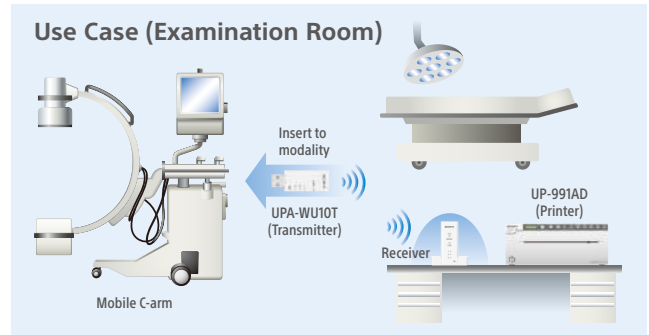 Use Case (Examination Room)
Insert to
modality
UPA-WU10T
(Transmitter)
Mobile C-arm
UP-991AD
(Printer)
Receiver